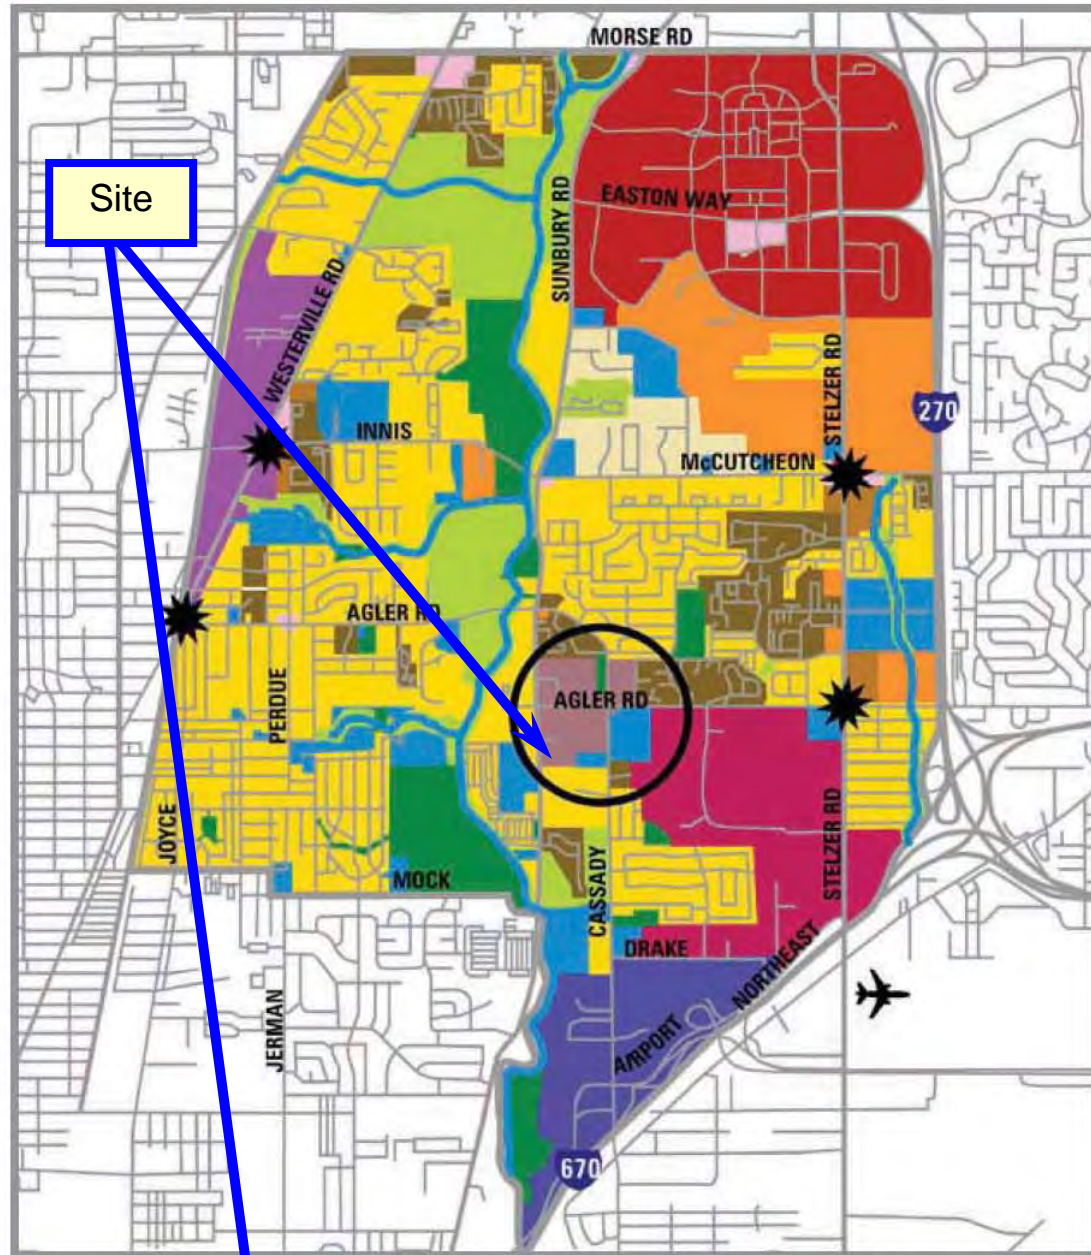 MORSE RD
Site
EASTON WAY
SUNBURY RD
WESTERVILLE RD
STELZER RD
270
INNIS
McCUTCHEON
AGLER RD
AGLER RD
PERDUE
JOYCE
STELZER RD
MOCK
CASSADY
DRAKE
NORTHEAST
JERMAN
AIRPORT
670